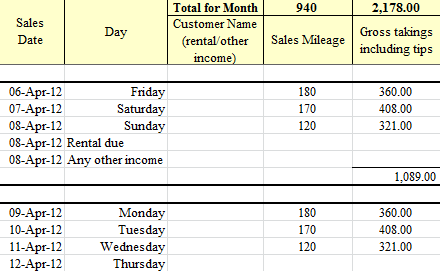 Total for Month 940 2,178.00
Sales Date Day Customer Name (rental/other income) Sales Mileage Gross takings including tips
06-Apr-12 Friday 180 360.00
07-Apr-12 Saturday 170 408.00
08-Apr-12 Sunday 120 321.00
08-Apr-12 Rental due
08-Apr-12 Any other income
1,089.00
09-Apr-12 Monday 180 360.00
10-Apr-12 Tuesday 170 408.00
11-Apr-12 Wednesday 120 321.00
12-Apr-12 Thursday